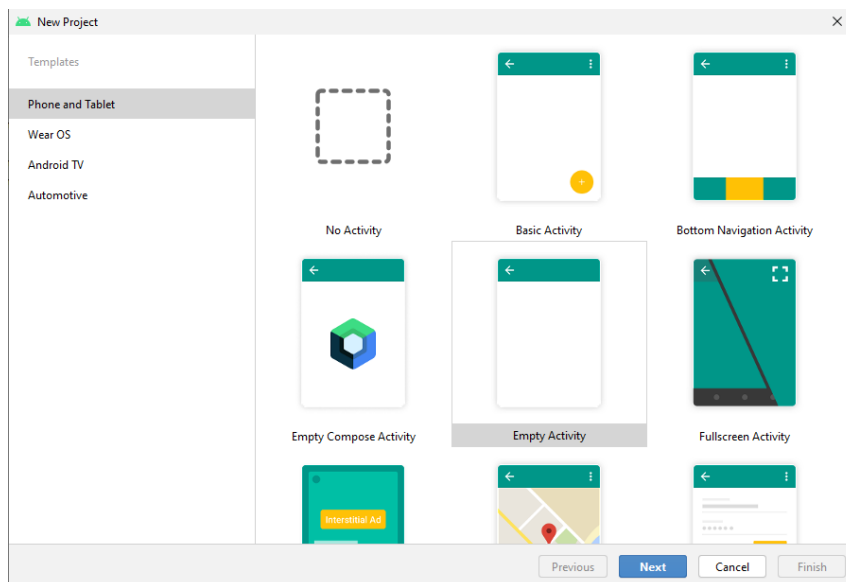 New Project
Templates
Phone and Tablet
Wear OS
Android TV
Automotive
No Activity
Basic Activity
Bottom Navigation Activity
Empty Compose Activity
Empty Activity
Fullscreen Activity
Interstitial Ad
Previous
Next
Cancel
Finish